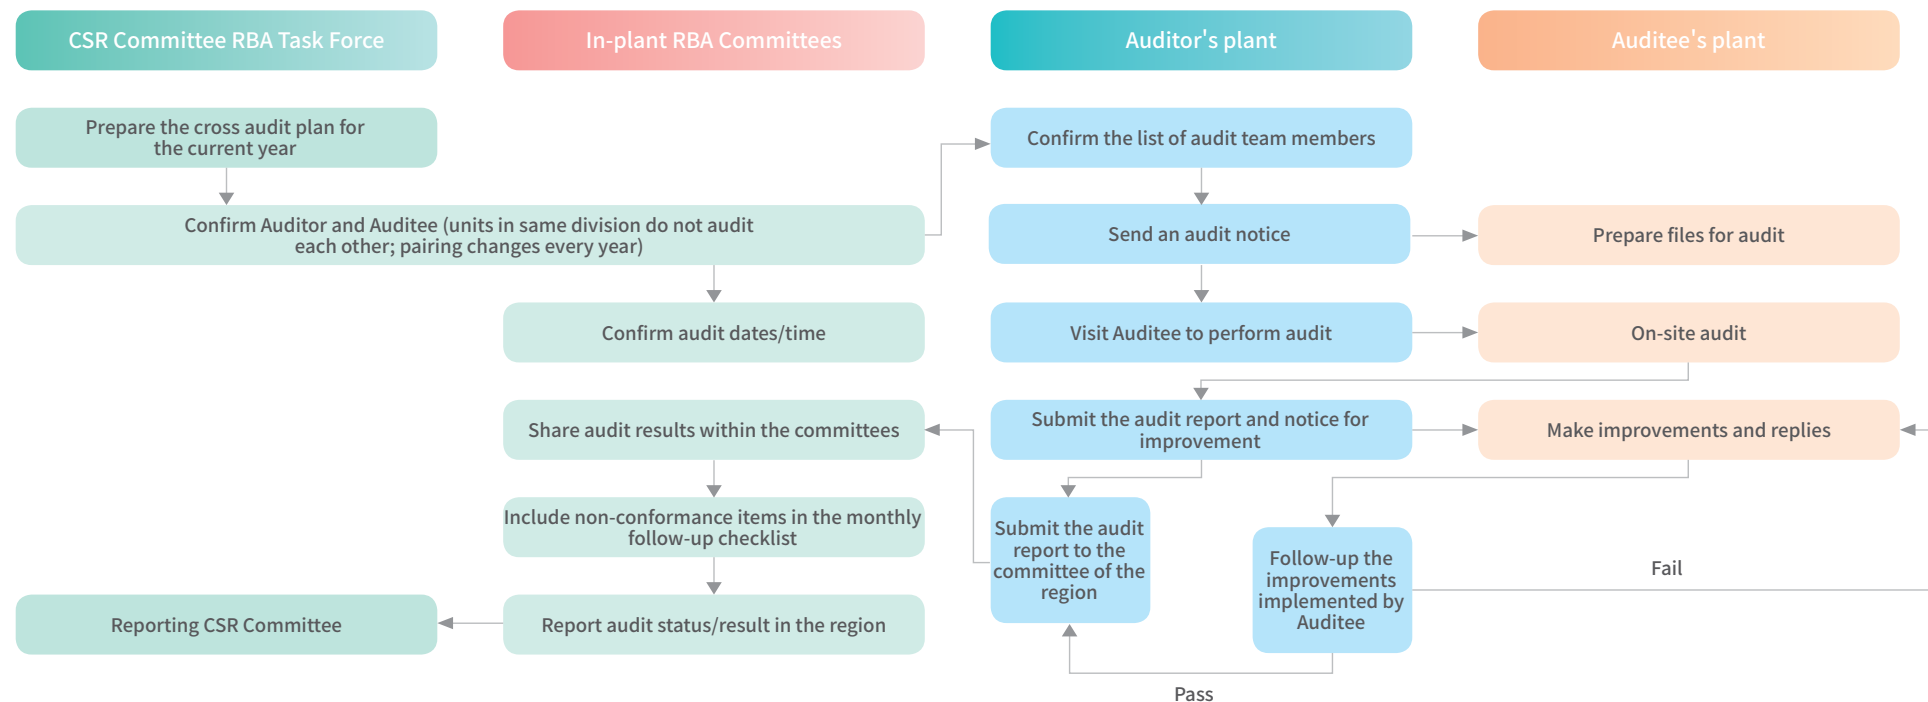 CSR Committee RBA Task Force
In-plant RBA Committees
Auditor's plant
Auditee's plant
Prepare the cross audit plan for
the current year
Confirm the list of audit team members
Confirm Auditor and Auditee (units in same division do not audit
each other; pairing changes every year)
Send an audit notice
Prepare files for audit
Confirm audit dates/time
Visit Auditee to perform audit
On-site audit
Share audit results within the committees
Submit the audit report and notice for
improvement
Make improvements and replies
Include non-conformance items in the monthly
follow-up checklist
Submit the audit
report to the
committee of the
region
Follow-up the
improvements
implemented by
Auditee
Fail
Reporting CSR Committee
Report audit status/result in the region
Pass